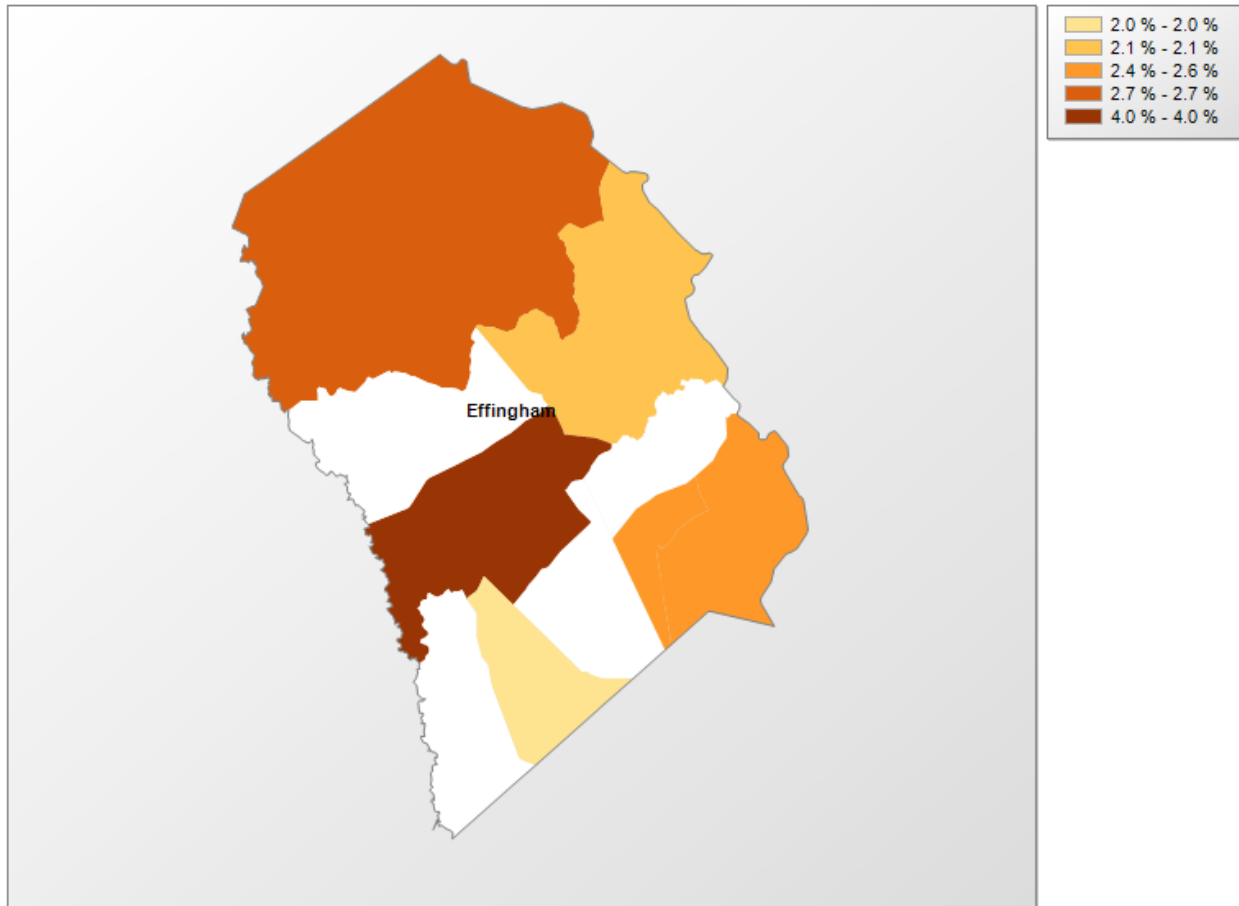 2.0 % - 2.0 %
2.1 % - 2.1 %
2.4 % - 2.6 %
2.7 % - 2.7 %
4.0 % - 4.0 %
Effingham